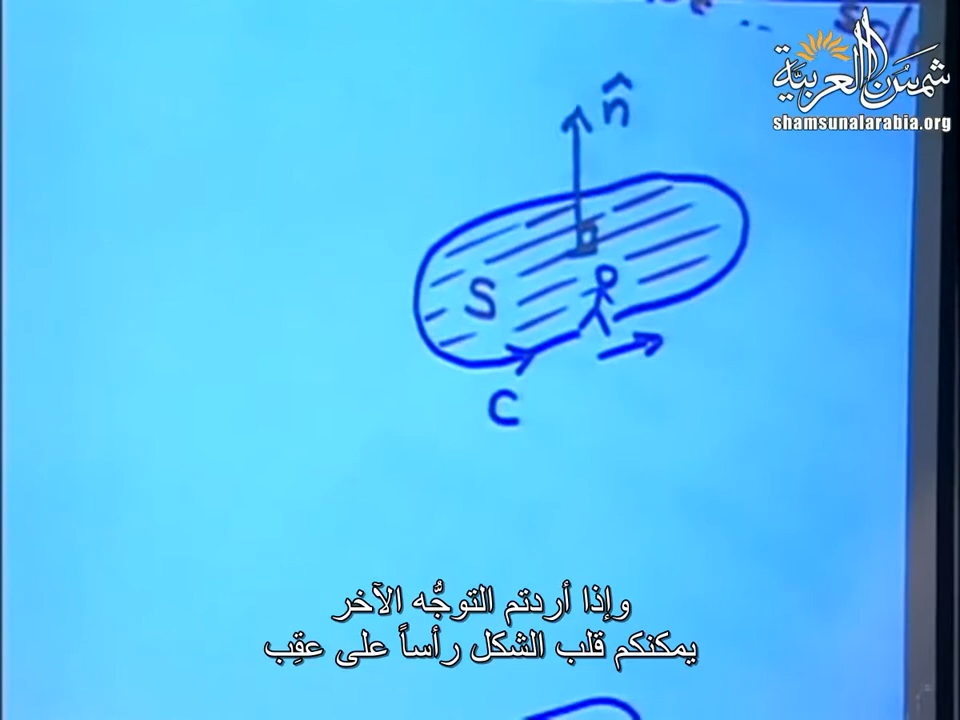 شمس العربية
shamsunalarabia.org
n̂
S
C
وإذا أردتم التوجُّه الآخر
يمكنكم قلب الشكل رأساً على عقِب